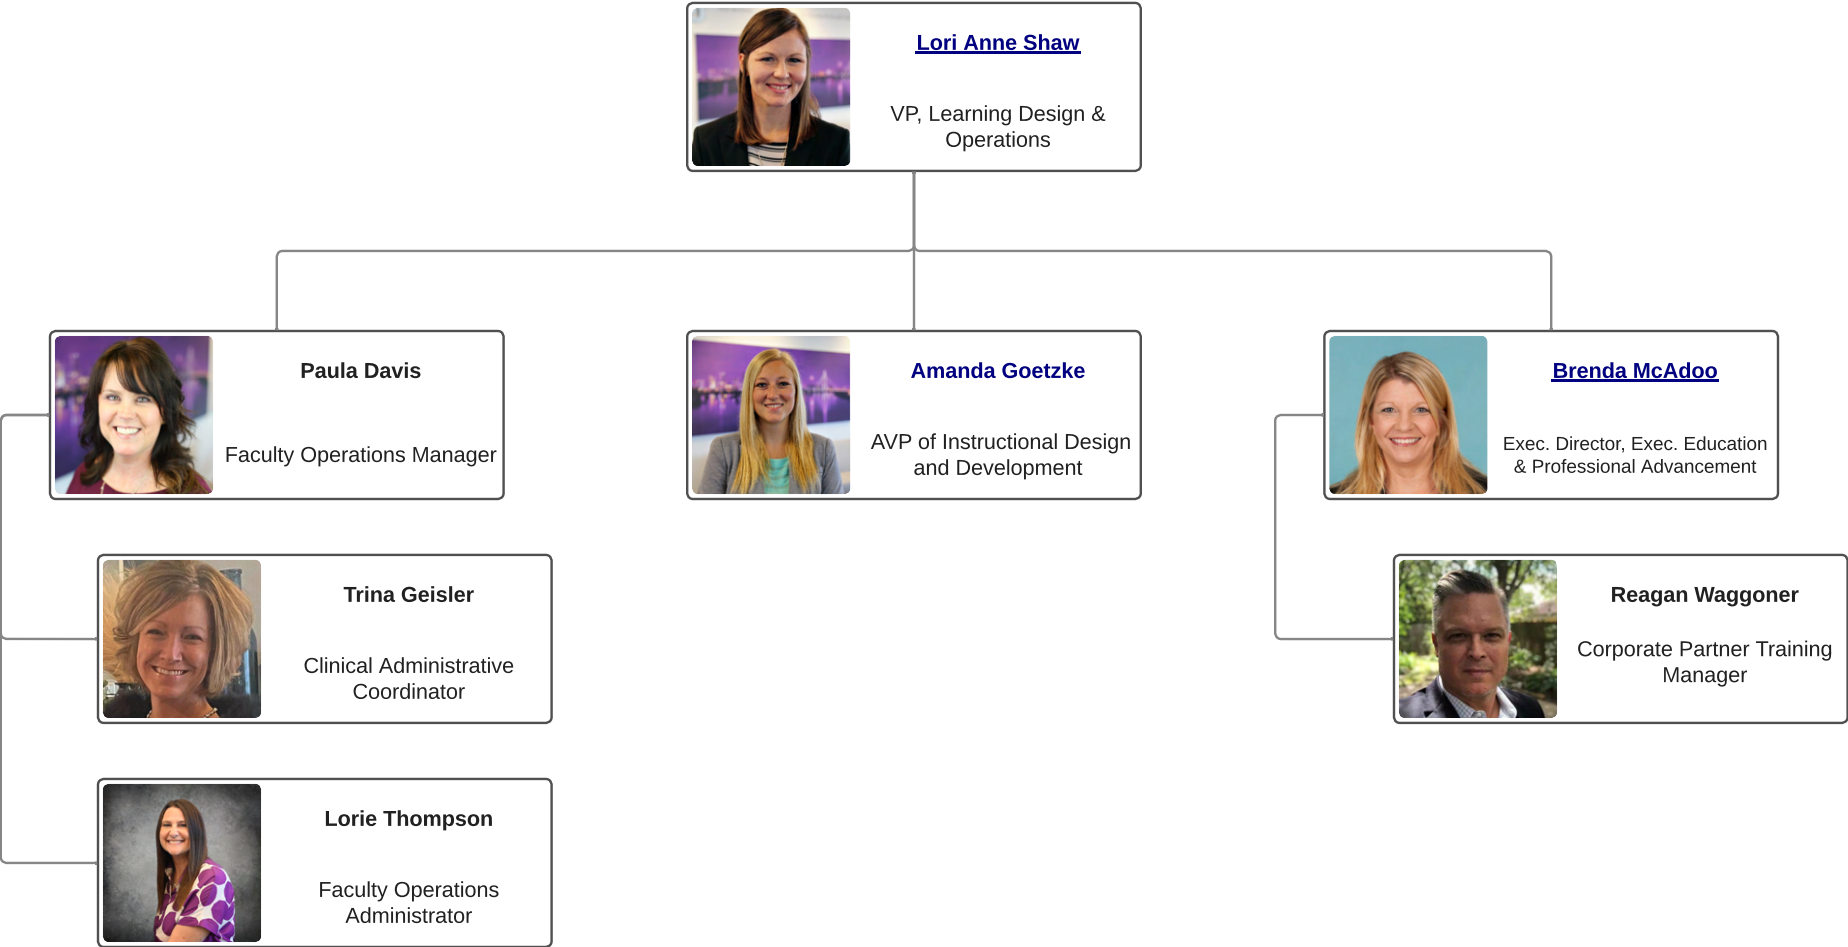 Lori Anne Shaw
VP, Learning Design &
Operations
Paula Davis
Faculty Operations Manager
Amanda Goetzke
AVP of Instructional Design
and Development
Brenda McAdoo
Exec. Director, Exec. Education
& Professional Advancement
Trina Geisler
Clinical Administrative
Coordinator
Reagan Waggoner
Corporate Partner Training
Manager
Lorie Thompson
Faculty Operations
Administrator